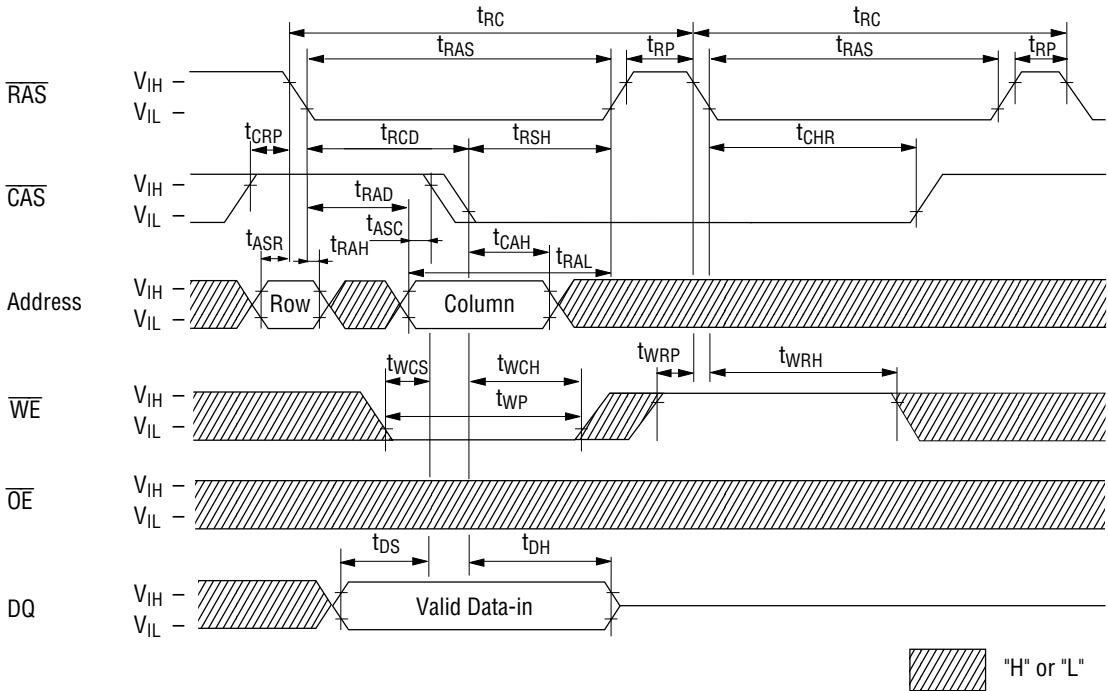 tRC tRC
tRAS tRP tRAS tRP
RAS VIH
VIL
tCRP tRCD tRSH tCHR
CAS VIH
VIL
tRAD
tASC
tASR tRAH tCAH
tRAL
Address VIH
VIL
Row Column
tWCS tWCH tWRP tWRH
tWP
WE VIH
VIL
OE VIH
VIL
tDS tDH
DQ VIH
VIL
Valid Data-in
"H" or "L"